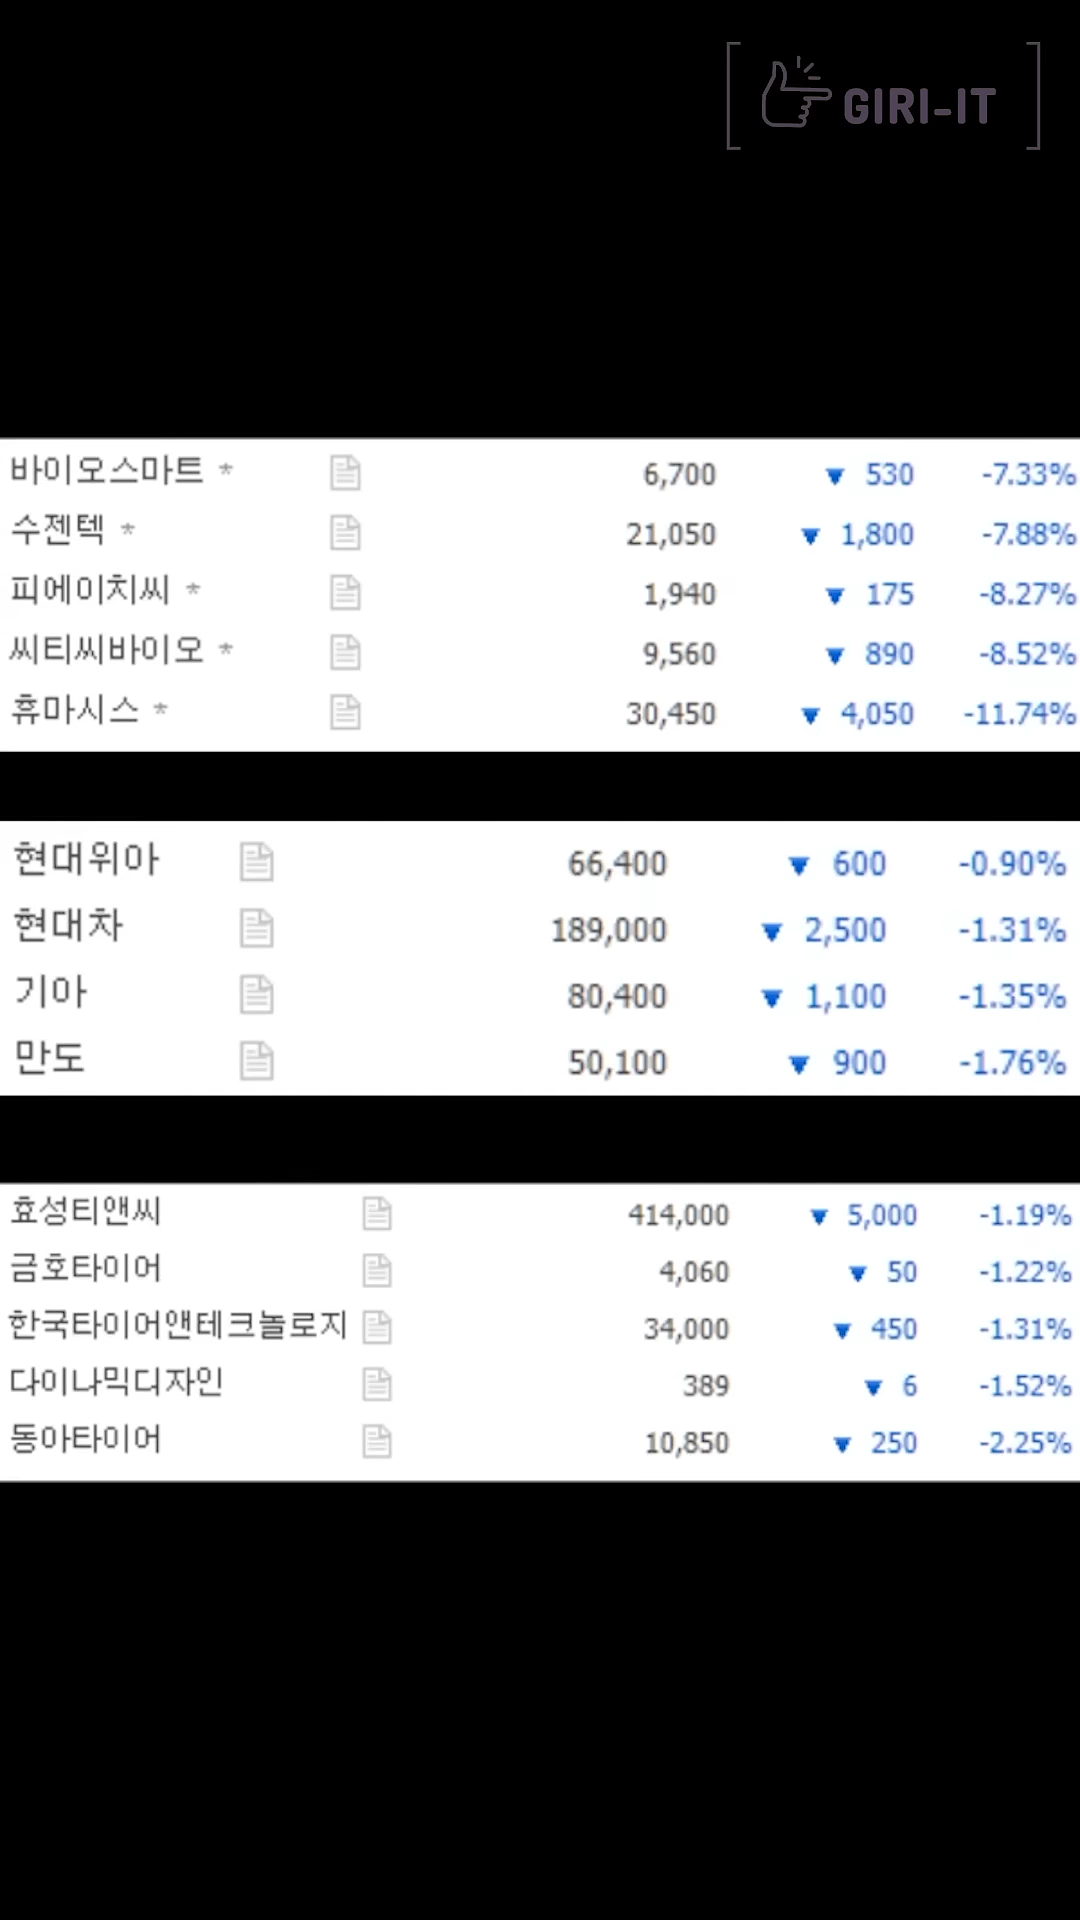 GIRI-IT
바이오스마트 * 6,700 ▼ 530 -7.33%
수젠텍 * 21,050 ▼ 1,800 -7.88%
피에이치씨 * 1,940 ▼ 175 -8.27%
씨티씨바이오 * 9,560 ▼ 890 -8.52%
휴마시스 * 30,450 ▼ 4,050 -11.74%
현대위아 66,400 ▼ 600 -0.90%
현대차 189,000 ▼ 2,500 -1.31%
기아 80,400 ▼ 1,100 -1.35%
만도 50,100 ▼ 900 -1.76%
효성티앤씨 414,000 ▼ 5,000 -1.19%
금호타이어 4,060 ▼ 50 -1.22%
한국타이어앤테크놀로지 34,000 ▼ 450 -1.31%
다이나믹디자인 389 ▼ 6 -1.52%
동아타이어 10,850 ▼ 250 -2.25%